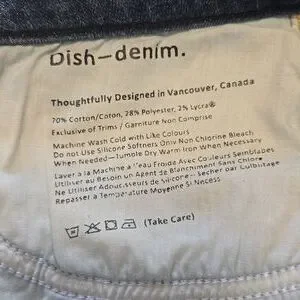 Dish—denim.
Thoughtfully Designed in Vancouver, Canada
70% Cotton/Coton, 28% Polyester, 2% Lycra®
Exclusive of Trims / Garniture Non Comprise
Machine Wash Cold with Like Colours
Do not Use Silicone Softners Only Non Chlorine Bleach
When Needed—Tumble Dry Warm Iron When Necessary
Laver à la Machine à l'eau Froide Avec Couleurs Semblables
Utiliser au Besoin un Agent de Blanchiment Sans Chlore
Ne Utiliser Adoucisseurs de Silicone— Secher par Culbutage
Repasser à Température Moyenne Si Necess
(Take Care)